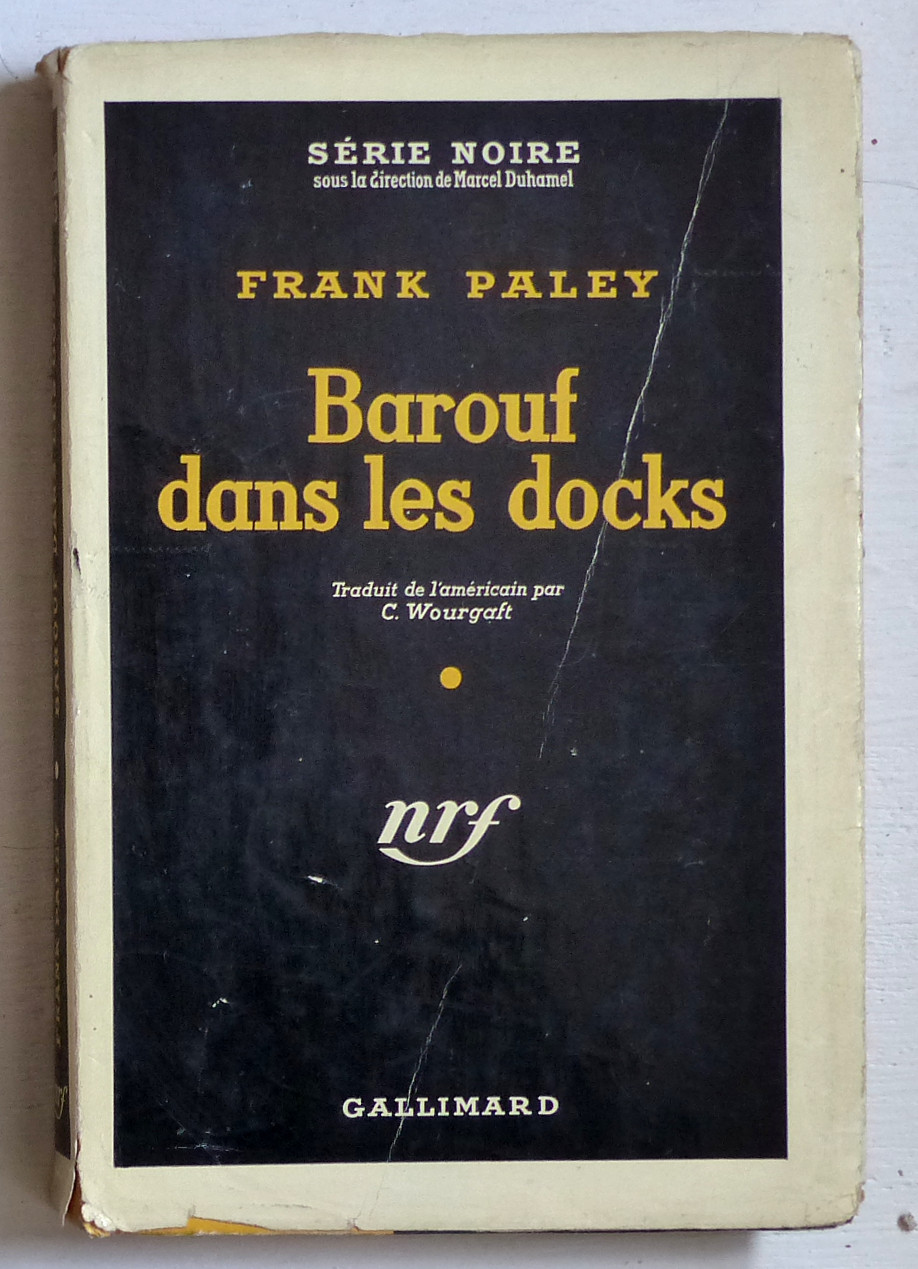 SÉRIE NOIRE
sous la direction de Marcel Duhamel
FRANK PALEY
Barouf
dans les docks
Traduit de l'américain par
C. Wourgaft
nrf
GALLIMARD